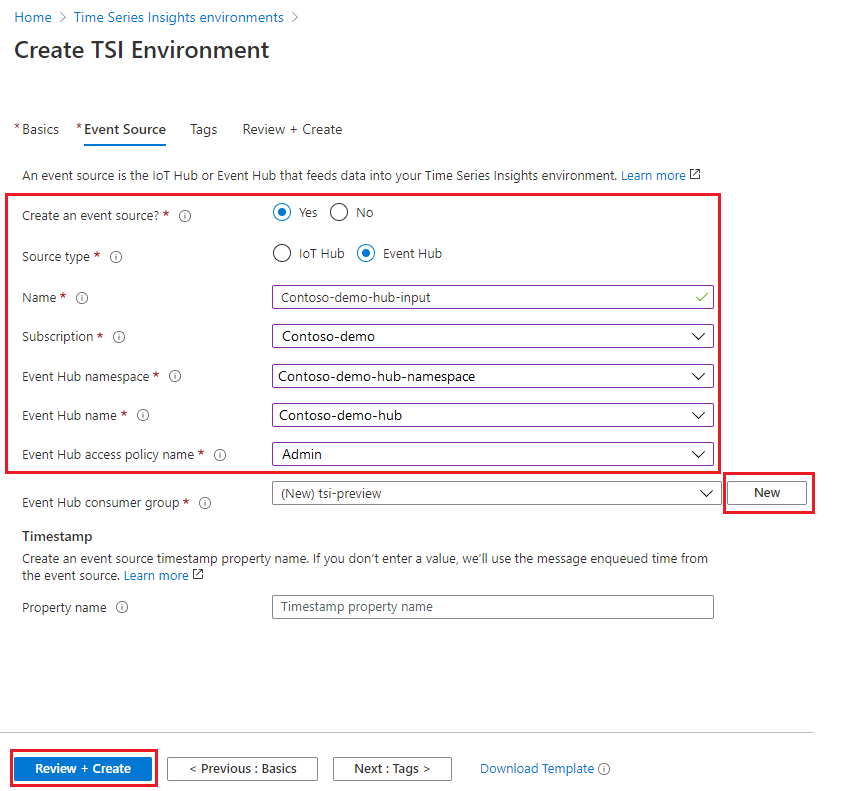 Home > Time Series Insights environments >
Create TSI Environment
* Basics * Event Source Tags Review + Create
An event source is the IoT Hub or Event Hub that feeds data into your Time Series Insights environment. Learn more
Create an event source? * Yes No
Source type * IoT Hub Event Hub
Name * Contoso-demo-hub-input
Subscription * Contoso-demo
Event Hub namespace * Contoso-demo-hub-namespace
Event Hub name * Contoso-demo-hub
Event Hub access policy name * Admin
Event Hub consumer group * (New) tsi-preview New
Timestamp
Create an event source timestamp property name. If you don't enter a value, we'll use the message enqueued time from
the event source. Learn more
Property name Timestamp property name
Review + Create < Previous : Basics Next : Tags > Download Template